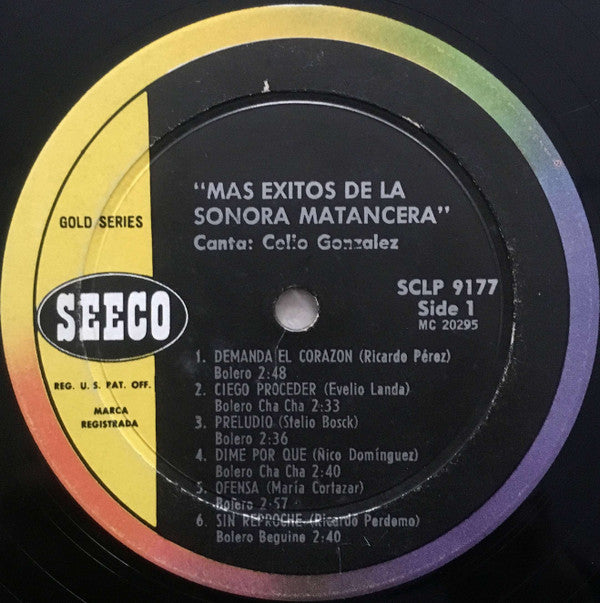 "MAS EXITOS DE LA
SONORA MATANCERA"
Canta: Celio Gonzalez
GOLD SERIES
SEECO
REG. U. S. PAT. OFF.
MARCA
REGISTRADA
SCLP 9177
Side 1
MC 20295
1. DEMANDA EL CORAZON (Ricardo Pérez)
Bolero 2:48
2. CIEGO PROCEDER (Evelio Landa)
Bolero Cha Cha 2:33
3. PRELUDIO (Stelio Bosck)
Bolero 2:36
4. DIME POR QUE (Ñico Domínguez)
Bolero Cha Cha 2:40
5. OFENSA (María Cortazar)
Bolero 2:57
6. SIN REPROCHE (Ricardo Perdomo)
Bolero Beguine 2:40